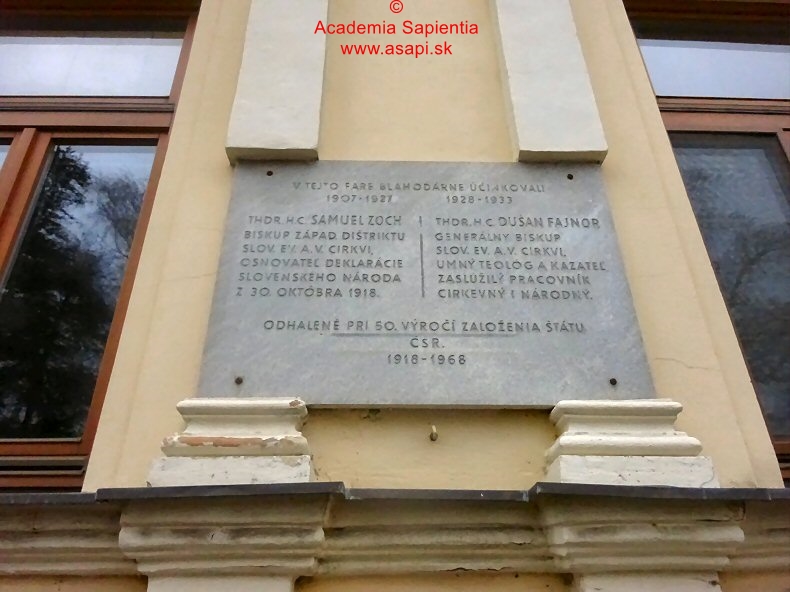 ©
Academia Sapientia
www.asapi.sk
V TEJTO FARE BLAHODARNE ÚČINKOVALI
1907-1927
1928-1933
THDR. H.C. SAMUEL ZOCH
BISKUP ZÁPAD. DIŠTRIKTU
SLOV. EV. A.V. CIRKVI,
OSNOVATEĽ DEKLARÁCIE
SLOVENSKÉHO NÁRODA
Z 30. OKTÓBRA 1918.
THDR. H.C. DUŠAN FAJNOR
GENERÁLNY BISKUP
SLOV. EV. A.V. CIRKVI,
UMNÝ TEOLÓG A KAZATEĽ
ZASLÚŽILÝ PRACOVNÍK
CIRKEVNÝ I NÁRODNÝ.
ODHALENÉ PRI 50. VÝROČÍ ZALOŽENIA ŠTÁTU
ČSR.
1918-1968